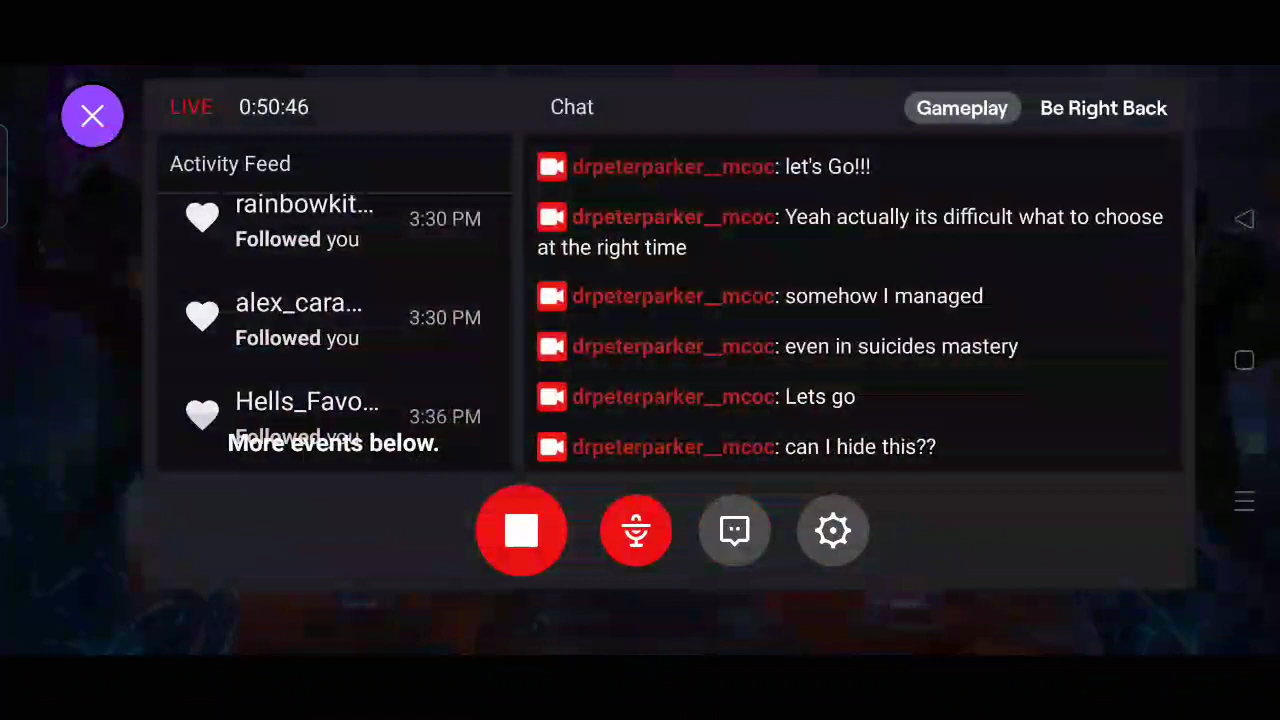 LIVE 0:50:46 Chat Gameplay Be Right Back
Activity Feed
rainbowkit... 3:30 PM
Followed you
alex_cara... 3:30 PM
Followed you
Hells_Favo... 3:36 PM
Followed you
More events below.
drpeterparker__mcoc: let's Go!!!
drpeterparker__mcoc: Yeah actually its difficult what to choose
at the right time
drpeterparker__mcoc: somehow I managed
drpeterparker__mcoc: even in suicides mastery
drpeterparker__mcoc: Lets go
drpeterparker__mcoc: can I hide this??